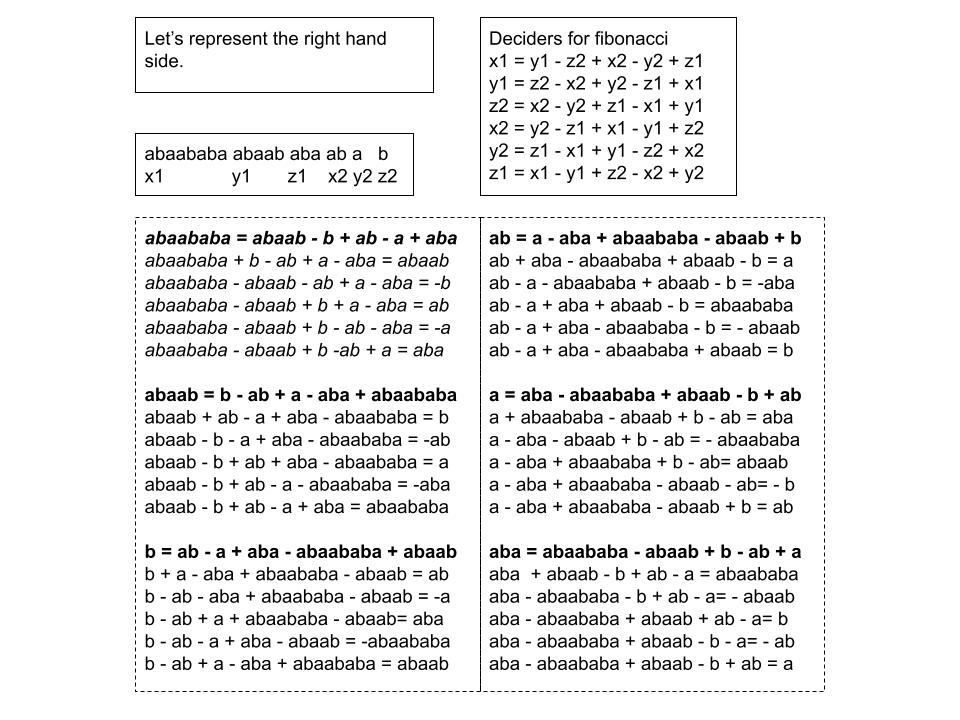 Let’s represent the right hand
side.
Deciders for fibonacci
x1 = y1 - z2 + x2 - y2 + z1
y1 = z2 - x2 + y2 - z1 + x1
z2 = x2 - y2 + z1 - x1 + y1
x2 = y2 - z1 + x1 - y1 + z2
y2 = z1 - x1 + y1 - z2 + x2
z1 = x1 - y1 + z2 - x2 + y2
abaababa abaab aba ab a b
x1 y1 z1 x2 y2 z2
abaababa = abaab - b + ab - a + aba
abaababa + b - ab + a - aba = abaab
abaababa - abaab - ab + a - aba = -b
abaababa - abaab + b + a - aba = ab
abaababa - abaab + b - ab - aba = -a
abaababa - abaab + b -ab + a = aba
abaab = b - ab + a - aba + abaababa
abaab + ab - a + aba - abaababa = b
abaab - b - a + aba - abaababa = -ab
abaab - b + ab + aba - abaababa = a
abaab - b + ab - a - abaababa = -aba
abaab - b + ab - a + aba = abaababa
b = ab - a + aba - abaababa + abaab
b + a - aba + abaababa - abaab = ab
b - ab - aba + abaababa - abaab = -a
b - ab + a + abaababa - abaab= aba
b - ab - a + aba - abaab = -abaababa
b - ab + a - aba + abaababa = abaab
ab = a - aba + abaababa - abaab + b
ab + aba - abaababa + abaab - b = a
ab - a - abaababa + abaab - b = -aba
ab - a + aba + abaab - b = abaababa
ab - a + aba - abaababa - b = - abaab
ab - a + aba - abaababa + abaab = b
a = aba - abaababa + abaab - b + ab
a + abaababa - abaab + b - ab = aba
a - aba - abaab + b - ab = - abaababa
a - aba + abaababa + b - ab= abaab
a - aba + abaababa - abaab - ab= - b
a - aba + abaababa - abaab + b = ab
aba = abaababa - abaab + b - ab + a
aba + abaab - b + ab - a = abaababa
aba - abaababa - b + ab - a= - abaab
aba - abaababa + abaab + ab - a= b
aba - abaababa + abaab - b - a= - ab
aba - abaababa + abaab - b + ab = a